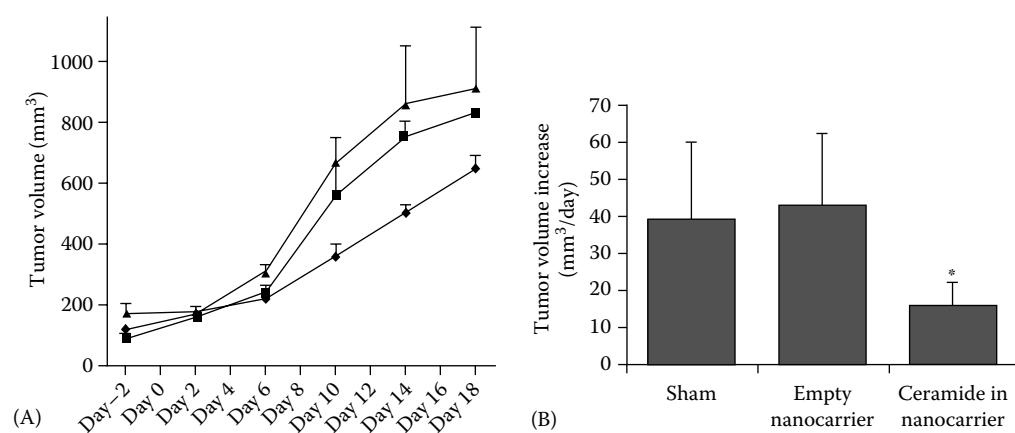 Tumor volume (mm³)
1000
800
600
400
200
0
Day–2
Day 0
Day 2
Day 4
Day 6
Day 8
Day 10
Day 12
Day 14
Day 16
Day 18
(A)
Tumor volume increase
(mm³/day)
70
60
50
40
30
20
10
0
*
Sham
Empty
nanocarrier
Ceramide in
nanocarrier
(B)